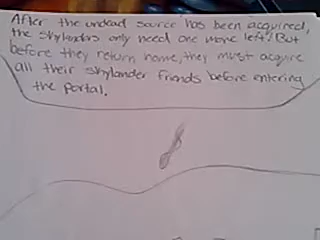 After the undead source has been acquired,
the skylanders only need one more left! But
before they return home, they must acquire
all their skylander friends before entering
the portal.